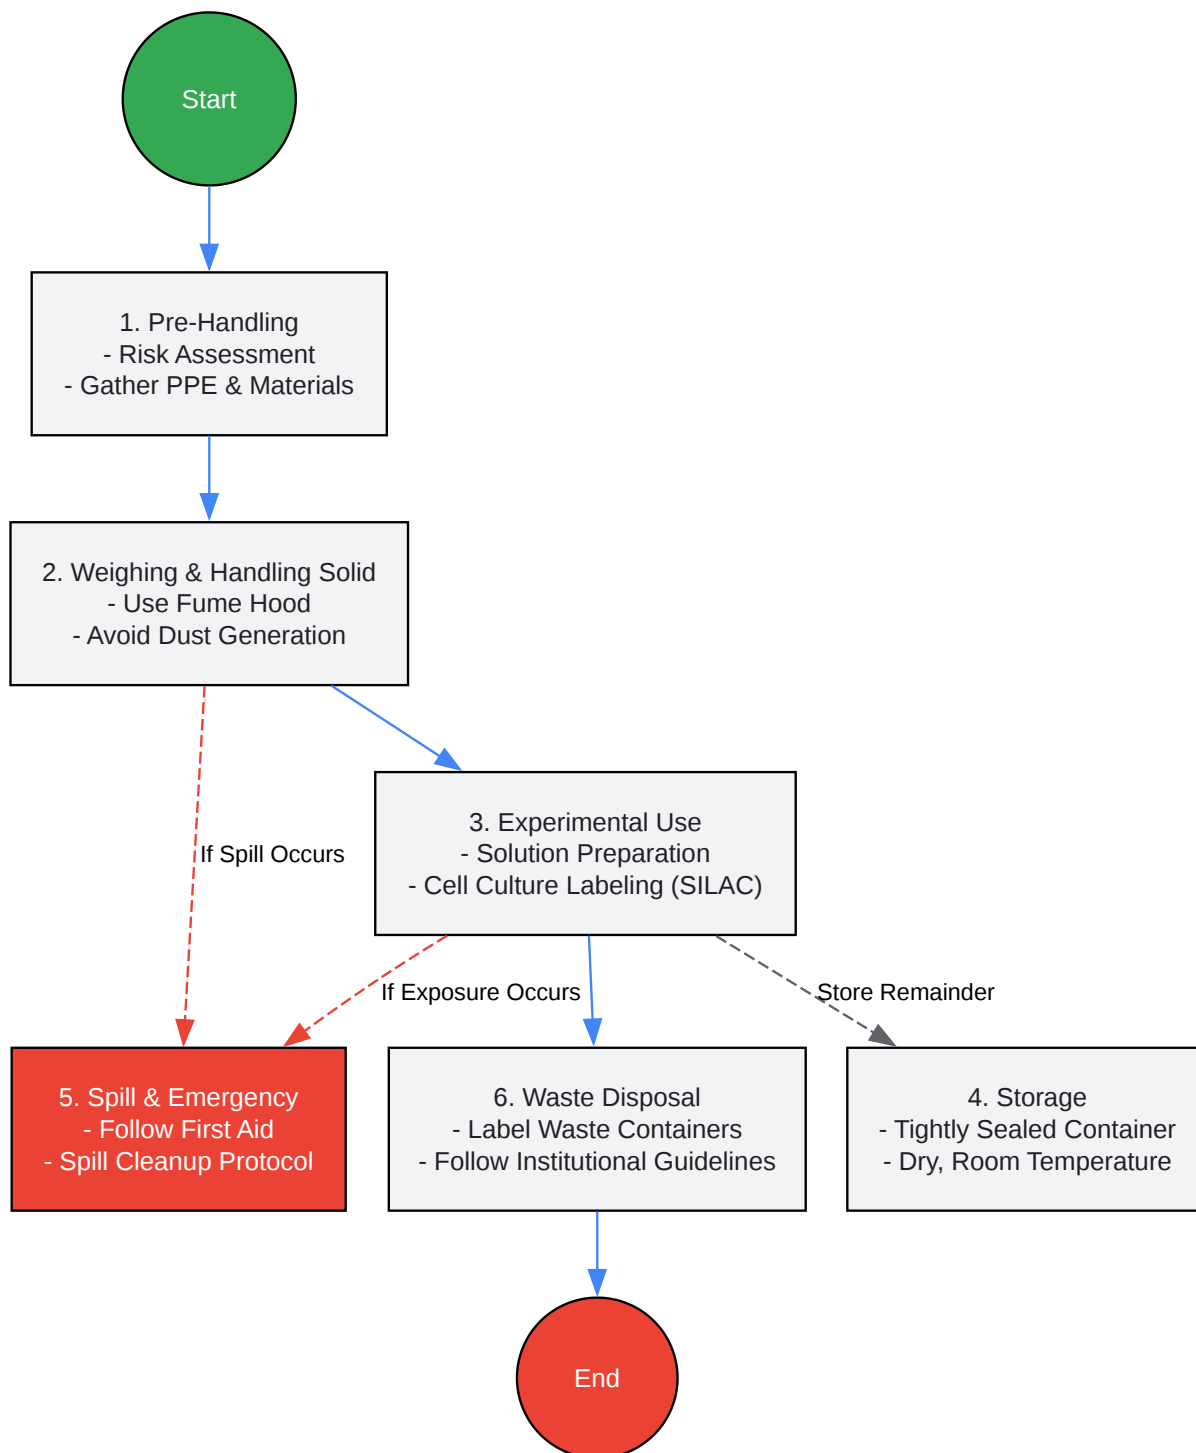 Start
1. Pre-Handling
- Risk Assessment
- Gather PPE & Materials
2. Weighing & Handling Solid
- Use Fume Hood
- Avoid Dust Generation
If Spill Occurs
3. Experimental Use
- Solution Preparation
- Cell Culture Labeling (SILAC)
If Exposure Occurs
Store Remainder
5. Spill & Emergency
- Follow First Aid
- Spill Cleanup Protocol
6. Waste Disposal
- Label Waste Containers
- Follow Institutional Guidelines
4. Storage
- Tightly Sealed Container
- Dry, Room Temperature
End